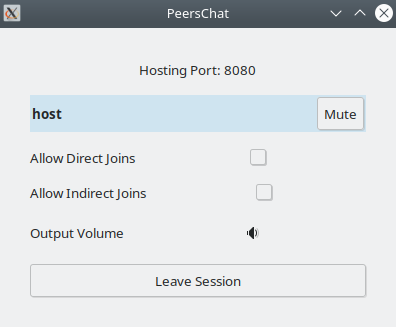 PeersChat
Hosting Port: 8080
host
Mute
Allow Direct Joins
Allow Indirect Joins
Output Volume
Leave Session